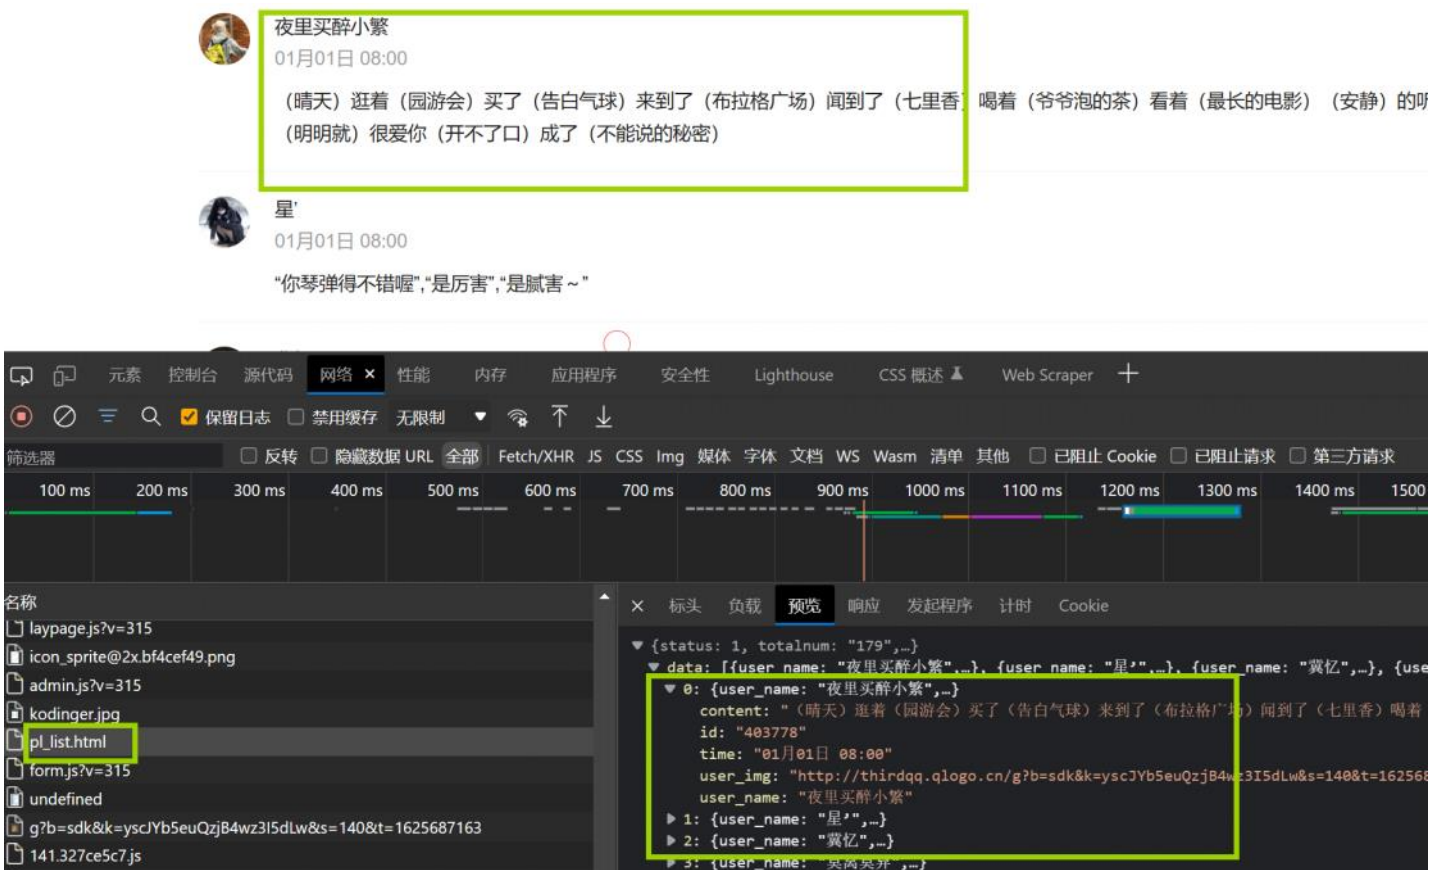 夜里买醉小繁
01月01日 08:00
（晴天）逛着（园游会）买了（告白气球）来到了（布拉格广场）闻到了（七里香）喝着（爷爷泡的茶）看着（最长的电影）（安静）的听
（明明就）很爱你（开不了口）成了（不能说的秘密）
星’
01月01日 08:00
“你琴弹得不错喔”,“是厉害”,“是腻害～”
元素 控制台 源代码 网络 × 性能 内存 应用程序 安全性 Lighthouse CSS 概述 Web Scraper +
保留日志 禁用缓存 无限制
筛选器 反转 隐藏数据 URL 全部 Fetch/XHR JS CSS Img 媒体 字体 文档 WS Wasm 清单 其他 已阻止 Cookie 已阻止请求 第三方请求
100 ms 200 ms 300 ms 400 ms 500 ms 600 ms 700 ms 800 ms 900 ms 1000 ms 1100 ms 1200 ms 1300 ms 1400 ms 1500
名称
laypage.js?v=315
icon_sprite@2x.bf4cef49.png
admin.js?v=315
kodinger.jpg
pl_list.html
form.js?v=315
undefined
g?b=sdk&k=yscJYb5euQzjB4wz3I5dLw&s=140&t=1625687163
141.327ce5c7.js
× 标头 负载 预览 响应 发起程序 计时 Cookie
▼ {status: 1, totalnum: "179",…}
▼ data: [{user_name: "夜里买醉小繁",…}, {user_name: "星’",…}, {user_name: "冀忆",…}, {use
▼ 0: {user_name: "夜里买醉小繁",…}
content: "（晴天）逛着（园游会）买了（告白气球）来到了（布拉格广场）闻到了（七里香）喝着
id: "403778"
time: "01月01日 08:00"
user_img: "http://thirdqq.qlogo.cn/g?b=sdk&k=yscJYb5euQzjB4wz3I5dLw&s=140&t=162568
user_name: "夜里买醉小繁"
▶ 1: {user_name: "星’",…}
▶ 2: {user_name: "冀忆",…}
▶ 3: {user_name: "莫离莫弃",…}